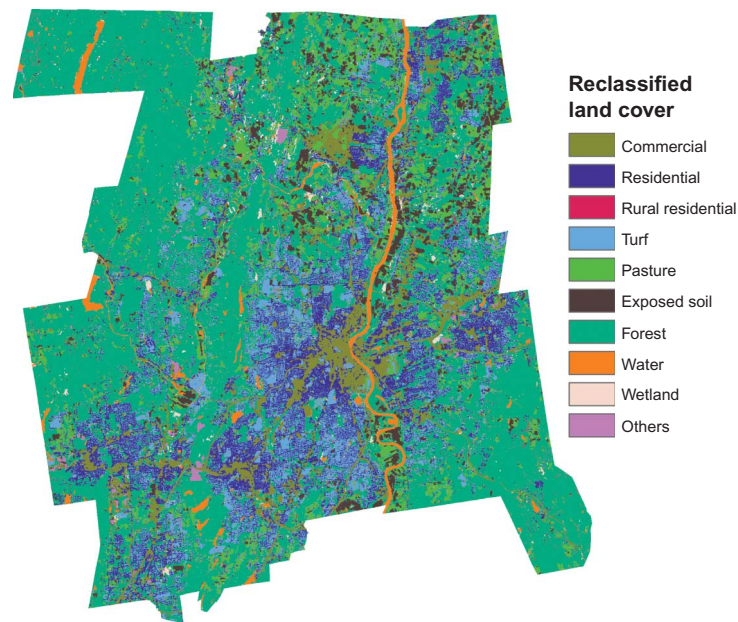 Reclassified
land cover
Commercial
Residential
Rural residential
Turf
Pasture
Exposed soil
Forest
Water
Wetland
Others